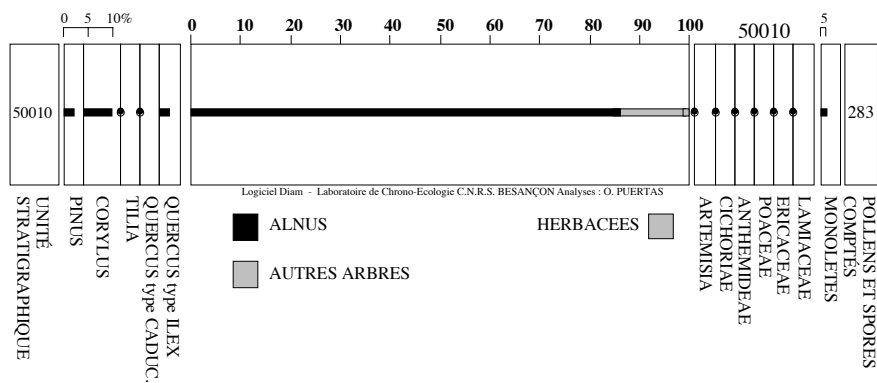 0 5 10%
0 10 20 30 40 50 60 70 80 90 100
50010
5
50010
283
Logiciel Diam - Laboratoire de Chrono-Ecologie C.N.R.S. BESANÇON Analyses : O. PUERTAS
ALNUS
HERBACEES
AUTRES ARBRES
UNITÉ
STRATIGRAPHIQUE
PINUS
CORYLUS
TILIA
QUERCUS type CADUC.
QUERCUS type ILEX
ARTEMISIA
CICHORIAE
ANTHEMIDEAE
POACEAE
ERICACEAE
LAMIACEAE
MONOLETES
POLLENS ET SPORES
COMPTÉS